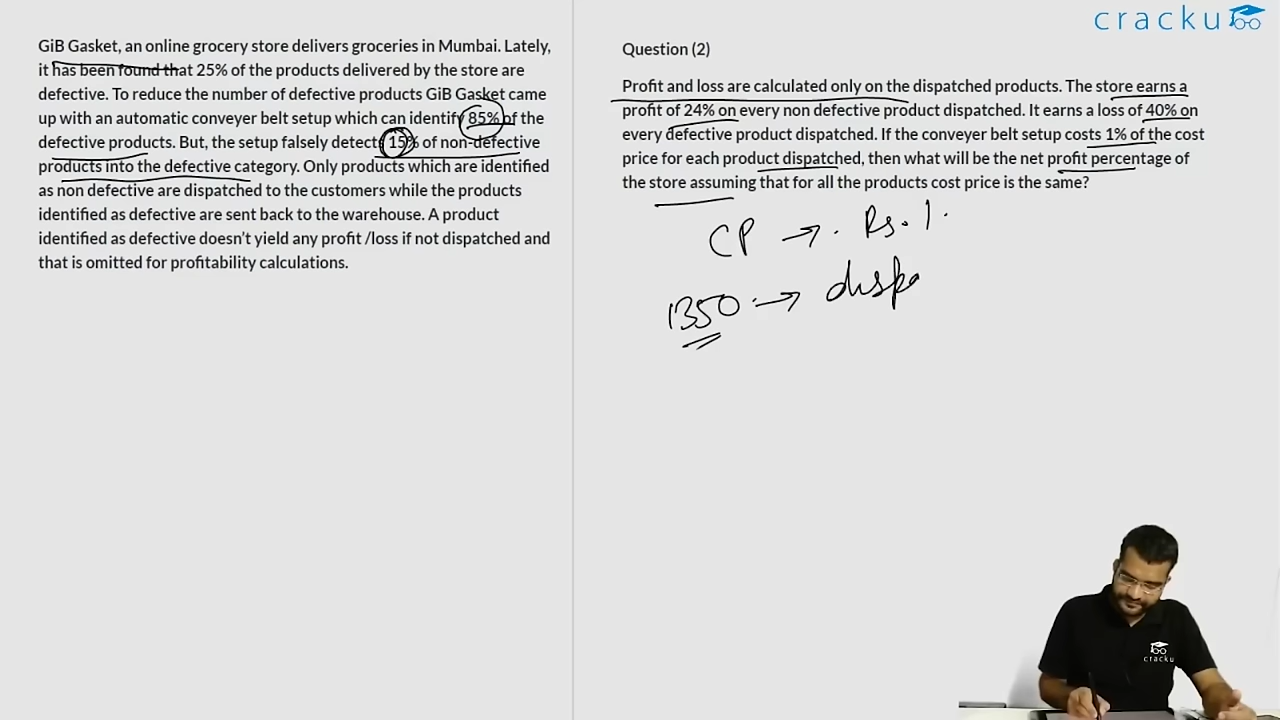 cracku
GiB Gasket, an online grocery store delivers groceries in Mumbai. Lately,
it has been found that 25% of the products delivered by the store are
defective. To reduce the number of defective products GiB Gasket came
up with an automatic conveyer belt setup which can identify 85% of the
defective products. But, the setup falsely detects 15% of non-defective
products into the defective category. Only products which are identified
as non defective are dispatched to the customers while the products
identified as defective are sent back to the warehouse. A product
identified as defective doesn't yield any profit /loss if not dispatched and
that is omitted for profitability calculations.
Question (2)
Profit and loss are calculated only on the dispatched products. The store earns a
profit of 24% on every non defective product dispatched. It earns a loss of 40% on
every defective product dispatched. If the conveyer belt setup costs 1% of the cost
price for each product dispatched, then what will be the net profit percentage of
the store assuming that for all the products cost price is the same?
CP → Rs. 1.
1350 → dispa
cracku